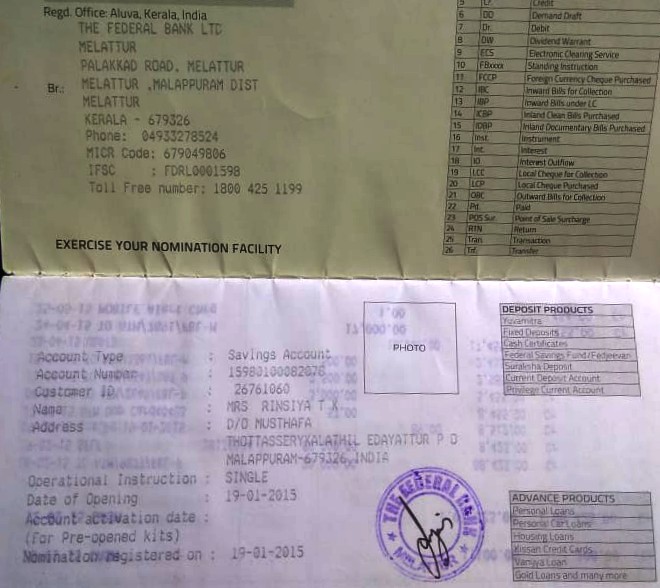 Regd. Office: Aluva, Kerala, India
THE FEDERAL BANK LTD
MELATTUR
PALAKKAD ROAD, MELATTUR
Br.: MELATTUR ,MALAPPURAM DIST
MELATTUR
KERALA - 679326
Phone: 04933278524
MICR Code: 679049806
IFSC : FDRL0001598
Toll Free number: 1800 425 1199
EXERCISE YOUR NOMINATION FACILITY
5 Cr. Credit
6 DD Demand Draft
7 Dr. Debit
8 DW Dividend Warrant
9 ECS Electronic Clearing Service
10 FBxxxx Standing Instruction
11 FCCP Foreign Currency Cheque Purchased
12 IBC Inward Bills for Collection
13 IBP Inward Bills under LC
14 ICBP Inland Clean Bills Purchased
15 IDBP Inland Documentary Bills Purchased
16 Inst. Instrument
17 Int. Interest
18 IO Interest Outflow
19 LCC Local Cheque for Collection
20 LCP Local Cheque Purchased
21 OBC Outward Bills for Collection
22 Pd. Paid
23 POS Sur. Point of Sale Surcharge
24 RTN Return
25 Tran Transaction
26 Trf. Transfer
PHOTO
Account Type : Savings Account
Account Number :
Customer ID : 26761060
Name : MRS RINSIYA T
Address : D/O MUSTHAFA
THOTTASSERYKALATHIL EDAYATTUR P O
MALAPPURAM-679326,INDIA
Operational Instruction : SINGLE
Date of Opening : 19-01-2015
Account activation date :
(for Pre-opened kits)
Nomination registered on : 19-01-2015
THE FEDERAL BANK
DEPOSIT PRODUCTS
Yuvamitra
Fixed Deposits
Cash Certificates
Federal Savings Fund/Fedjeevan
Suraksha Deposit
Current Deposit Account
Privilege Current Account
ADVANCE PRODUCTS
Personal Loans
Personal Car Loans
Housing Loans
Kissan Credit Cards
Vanijya Loan
Gold Loans and many more